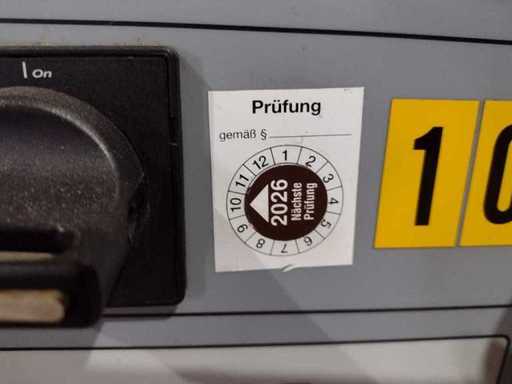 On
Prüfung
gemäß §
12 1 2 3 4 5 6 7 8 9 10 11
2026
Nächste
Prüfung
10